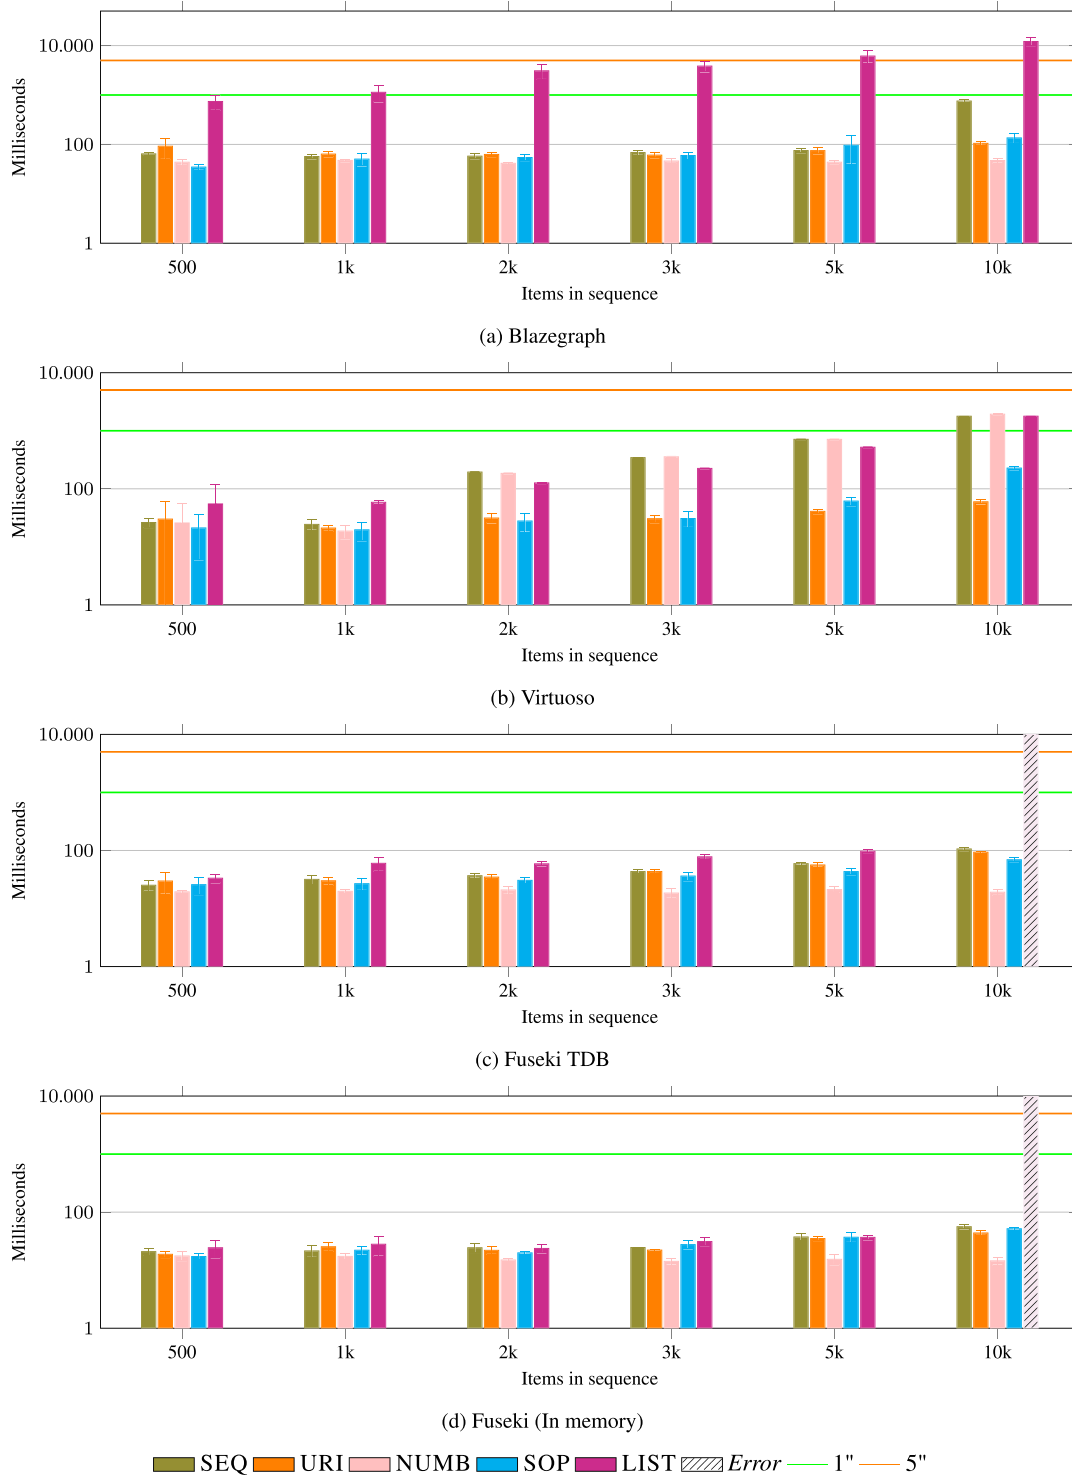 10.000
100
1
Milliseconds
500 1k 2k 3k 5k 10k
Items in sequence
(a) Blazegraph
10.000
100
1
Milliseconds
500 1k 2k 3k 5k 10k
Items in sequence
(b) Virtuoso
10.000
100
1
Milliseconds
500 1k 2k 3k 5k 10k
Items in sequence
(c) Fuseki TDB
10.000
100
1
Milliseconds
500 1k 2k 3k 5k 10k
Items in sequence
(d) Fuseki (In memory)
SEQ URI NUMB SOP LIST Error 1" 5"